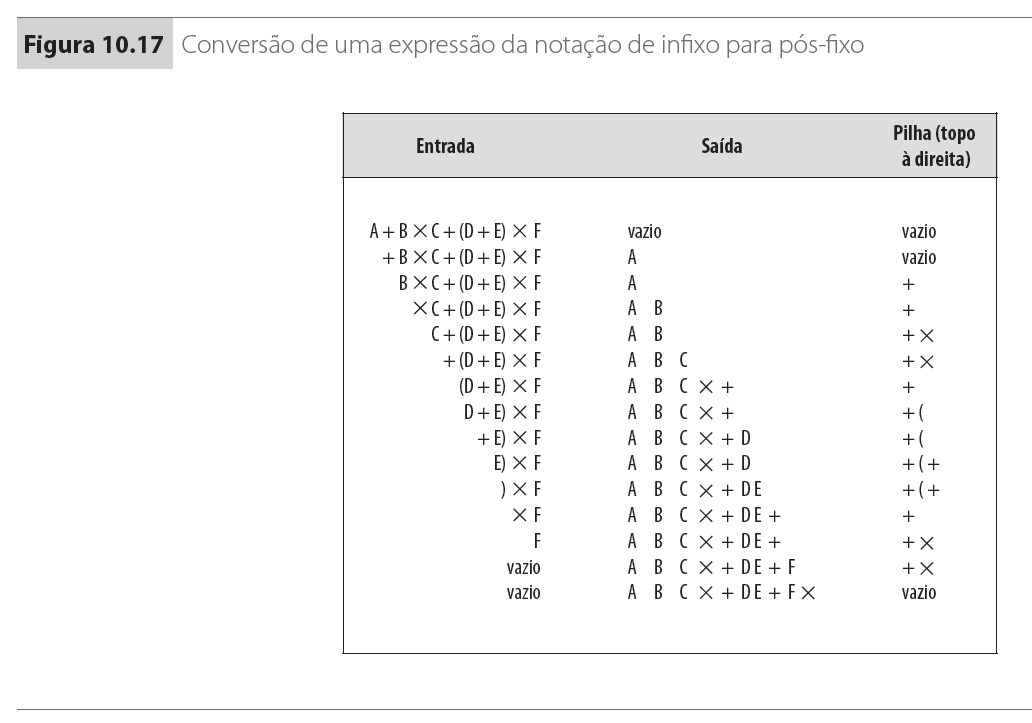 Figura 10.17 Conversão de uma expressão da notação de infixo para pós-fixo
Entrada Saída Pilha (topo à direita)
A + B × C + (D + E) × F vazio vazio
+ B × C + (D + E) × F A vazio
B × C + (D + E) × F A +
× C + (D + E) × F A B +
C + (D + E) × F A B + ×
+ (D + E) × F A B C + ×
(D + E) × F A B C × + +
D + E) × F A B C × + + (
+ E) × F A B C × + D + (
E) × F A B C × + D + ( +
) × F A B C × + D E + ( +
× F A B C × + D E + +
F A B C × + D E + + ×
vazio A B C × + D E + F + ×
vazio A B C × + D E + F × vazio